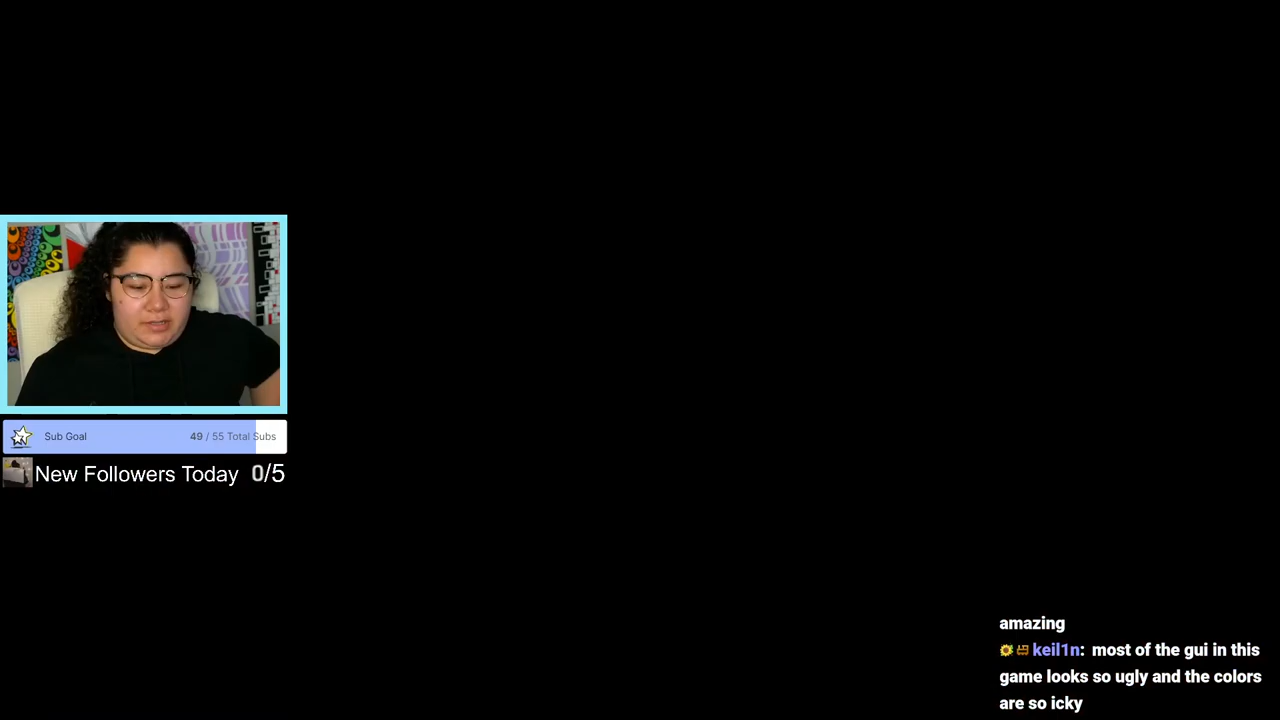 Sub Goal 49 / 55 Total Subs
New Followers Today 0/5
amazing
keil1n: most of the gui in this
game looks so ugly and the colors
are so icky